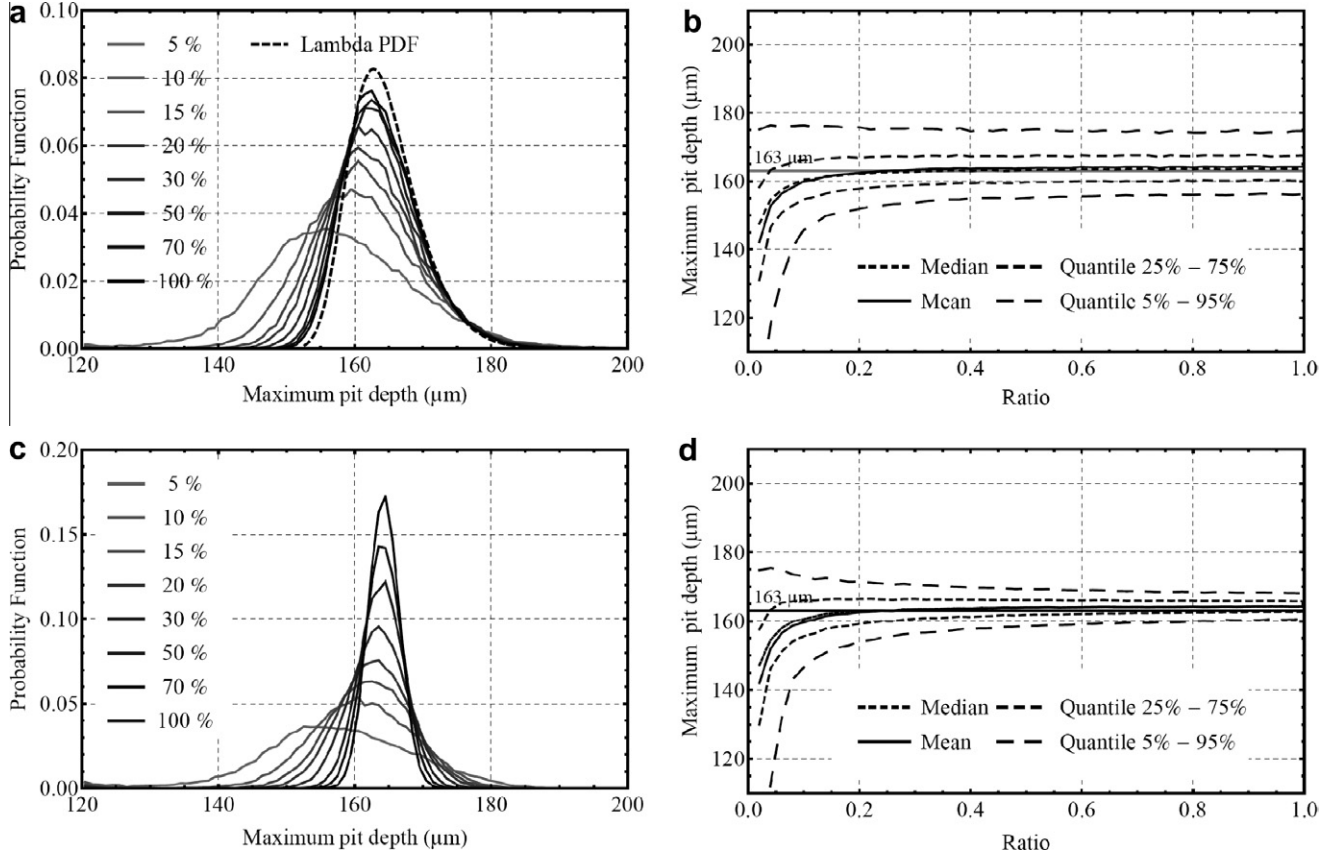 a
Probability Function
0.10
0.08
0.06
0.04
0.02
0.00
5 %
10 %
15 %
20 %
30 %
50 %
70 %
100 %
Lambda PDF
120
140
160
180
200
Maximum pit depth (µm)
b
Maximum pit depth (µm)
200
180
160
140
120
163 µm
Median
Quantile 25% – 75%
Mean
Quantile 5% – 95%
0.0
0.2
0.4
0.6
0.8
1.0
Ratio
c
Probability Function
0.20
0.15
0.10
0.05
0.00
5 %
10 %
15 %
20 %
30 %
50 %
70 %
100 %
120
140
160
180
200
Maximum pit depth (µm)
d
Maximum pit depth (µm)
200
180
160
140
120
163 µm
Median
Quantile 25% – 75%
Mean
Quantile 5% – 95%
0.0
0.2
0.4
0.6
0.8
1.0
Ratio